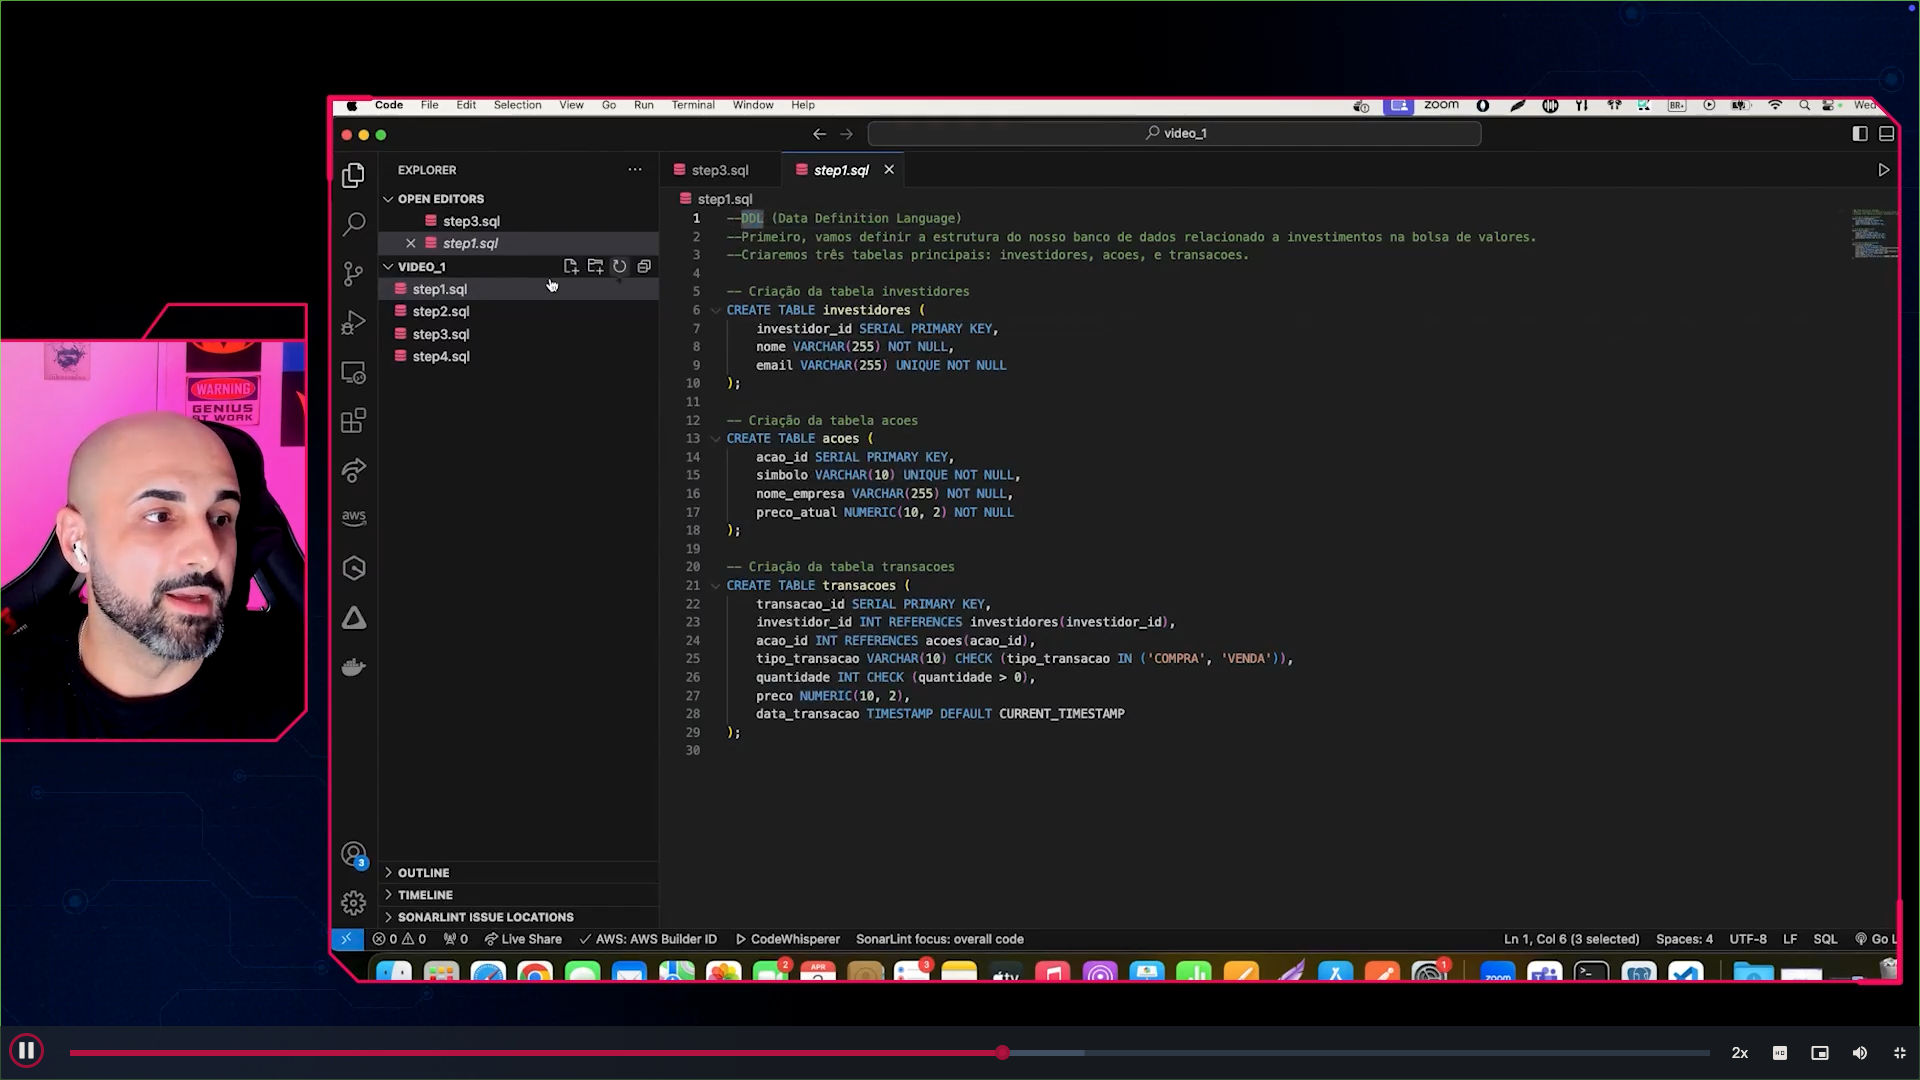 Code File Edit Selection View Go Run Terminal Window Help
zoom
BR
Wed
video_1
EXPLORER
OPEN EDITORS
step3.sql
step1.sql
VIDEO_1
step1.sql
step2.sql
step3.sql
step4.sql
aws
3
OUTLINE
TIMELINE
SONARLINT ISSUE LOCATIONS
step3.sql
step1.sql
step1.sql
1 --DDL (Data Definition Language)
2 --Primeiro, vamos definir a estrutura do nosso banco de dados relacionado a investimentos na bolsa de valores.
3 --Criaremos três tabelas principais: investidores, acoes, e transacoes.
4
5 -- Criação da tabela investidores
6 CREATE TABLE investidores (
7 investidor_id SERIAL PRIMARY KEY,
8 nome VARCHAR(255) NOT NULL,
9 email VARCHAR(255) UNIQUE NOT NULL
10 );
11
12 -- Criação da tabela acoes
13 CREATE TABLE acoes (
14 acao_id SERIAL PRIMARY KEY,
15 simbolo VARCHAR(10) UNIQUE NOT NULL,
16 nome_empresa VARCHAR(255) NOT NULL,
17 preco_atual NUMERIC(10, 2) NOT NULL
18 );
19
20 -- Criação da tabela transacoes
21 CREATE TABLE transacoes (
22 transacao_id SERIAL PRIMARY KEY,
23 investidor_id INT REFERENCES investidores(investidor_id),
24 acao_id INT REFERENCES acoes(acao_id),
25 tipo_transacao VARCHAR(10) CHECK (tipo_transacao IN ('COMPRA', 'VENDA')),
26 quantidade INT CHECK (quantidade > 0),
27 preco NUMERIC(10, 2),
28 data_transacao TIMESTAMP DEFAULT CURRENT_TIMESTAMP
29 );
30
WARNING
GENIUS
AT WORK
0 0 0 Live Share AWS: AWS Builder ID CodeWhisperer SonarLint focus: overall code
Ln 1, Col 6 (3 selected) Spaces: 4 UTF-8 LF SQL Go L
2 APR 3 tv 1 zoom
2x